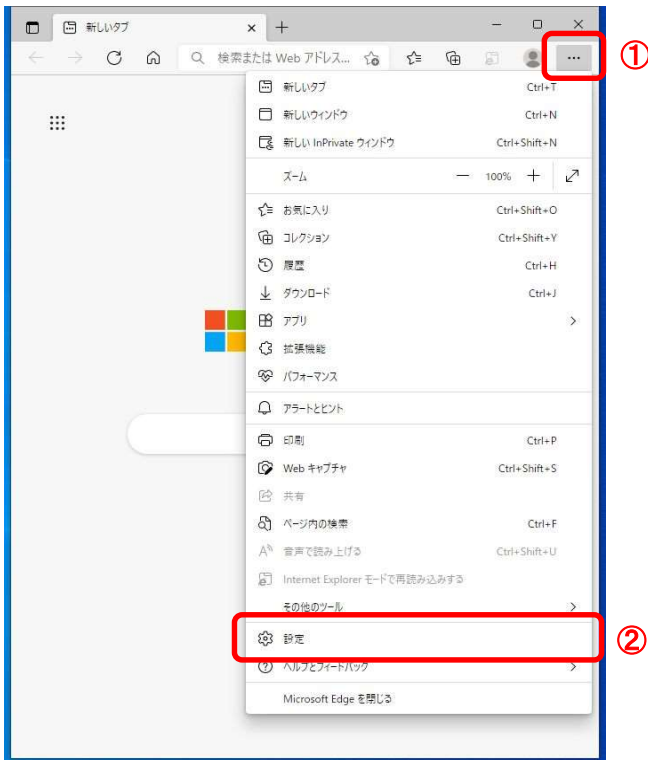 新しいタブ
検索または Web アドレス...
①
新しいタブ Ctrl+T
新しいウィンドウ Ctrl+N
新しい InPrivate ウィンドウ Ctrl+Shift+N
ズーム 100%
お気に入り Ctrl+Shift+O
コレクション Ctrl+Shift+Y
履歴 Ctrl+H
ダウンロード Ctrl+J
アプリ
拡張機能
パフォーマンス
アラートとヒント
印刷 Ctrl+P
Web キャプチャ Ctrl+Shift+S
共有
ページ内の検索 Ctrl+F
音声で読み上げる Ctrl+Shift+U
Internet Explorer モードで再読み込みする
その他のツール
設定 ②
ヘルプとフィードバック
Microsoft Edge を閉じる